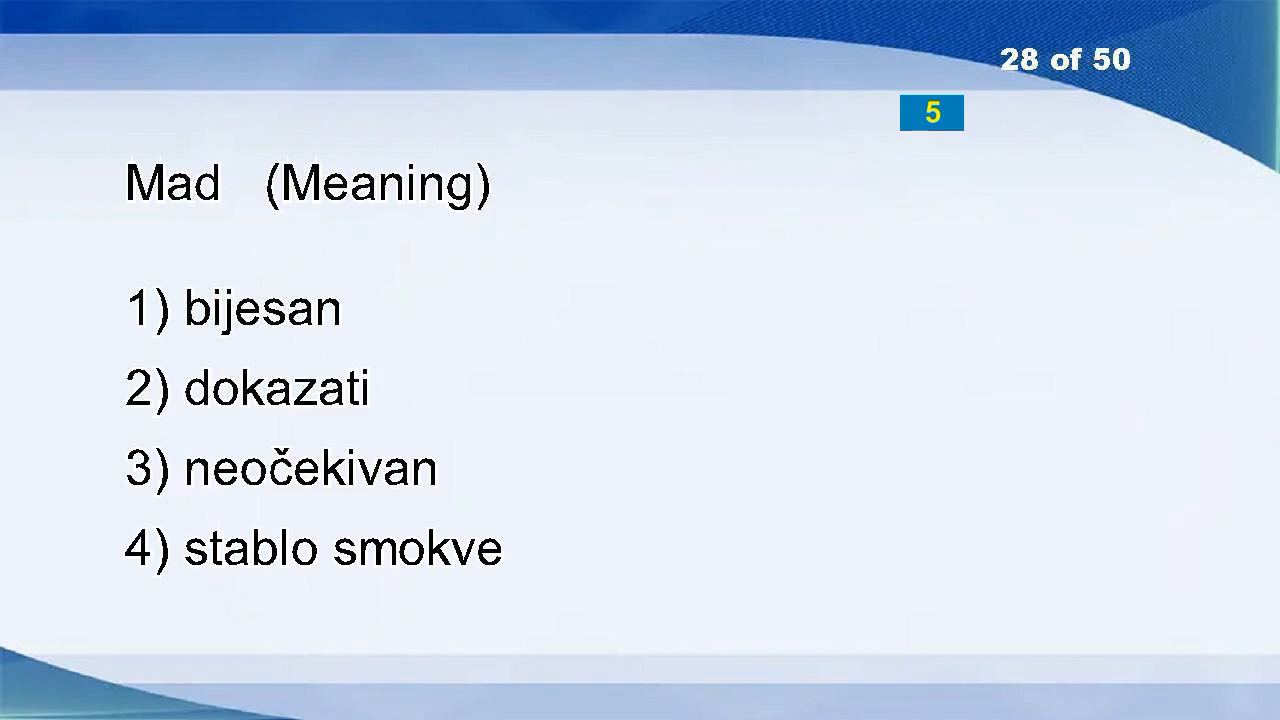 28 of 50
5
Mad (Meaning)
1) bijesan
2) dokazati
3) neočekivan
4) stablo smokve